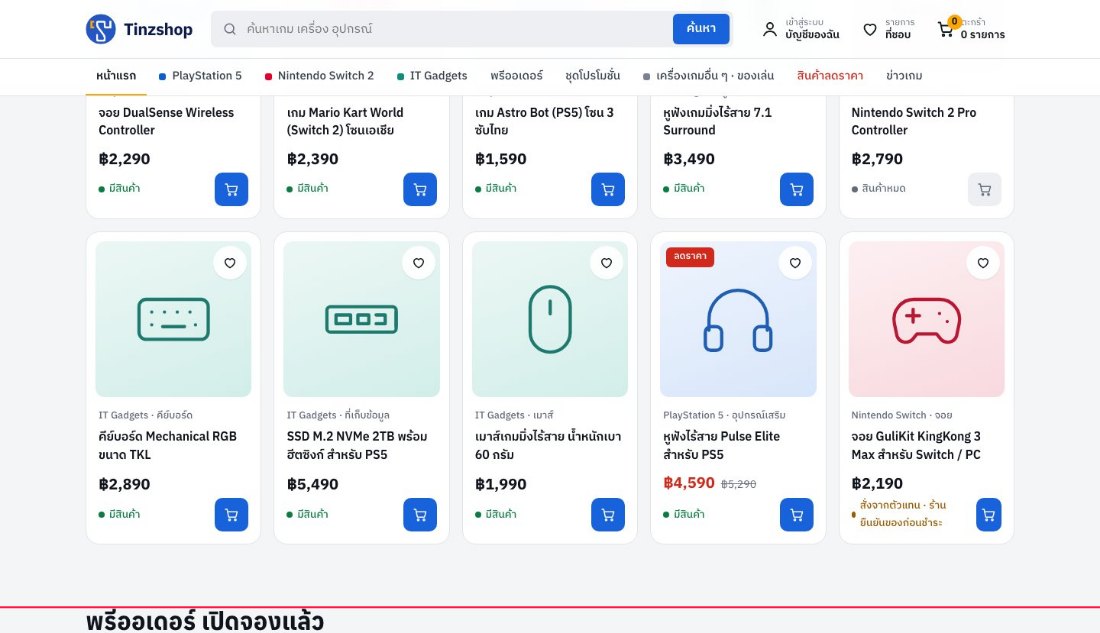 Tinzshop
ค้นหาเกม เครื่อง อุปกรณ์
ค้นหา
เข้าสู่ระบบ
บัญชีของฉัน
รายการ
ที่ชอบ
0
ตะกร้า
0 รายการ
หน้าแรก
PlayStation 5
Nintendo Switch 2
IT Gadgets
พรีออเดอร์
ชุดโปรโมชั่น
เครื่องเกมอื่น ๆ · ของเล่น
สินค้าลดราคา
ข่าวเกม
จอย DualSense Wireless
Controller
฿2,290
มีสินค้า
เกม Mario Kart World
(Switch 2) โซนเอเชีย
฿2,390
มีสินค้า
เกม Astro Bot (PS5) โซน 3
ซับไทย
฿1,590
มีสินค้า
หูฟังเกมมิ่งไร้สาย 7.1
Surround
฿3,490
มีสินค้า
Nintendo Switch 2 Pro
Controller
฿2,790
สินค้าหมด
IT Gadgets · คีย์บอร์ด
คีย์บอร์ด Mechanical RGB
ขนาด TKL
฿2,890
มีสินค้า
IT Gadgets · ที่เก็บข้อมูล
SSD M.2 NVMe 2TB พร้อม
ฮีตซิงก์ สำหรับ PS5
฿5,490
มีสินค้า
IT Gadgets · เมาส์
เมาส์เกมมิ่งไร้สาย น้ำหนักเบา
60 กรัม
฿1,990
มีสินค้า
ลดราคา
PlayStation 5 · อุปกรณ์เสริม
หูฟังไร้สาย Pulse Elite
สำหรับ PS5
฿4,590 ฿5,290
มีสินค้า
Nintendo Switch · จอย
จอย GuliKit KingKong 3
Max สำหรับ Switch / PC
฿2,190
สั่งจากตัวแทน · ร้าน
ยืนยันของก่อนชำระ
พรีออเดอร์ เปิดจองแล้ว